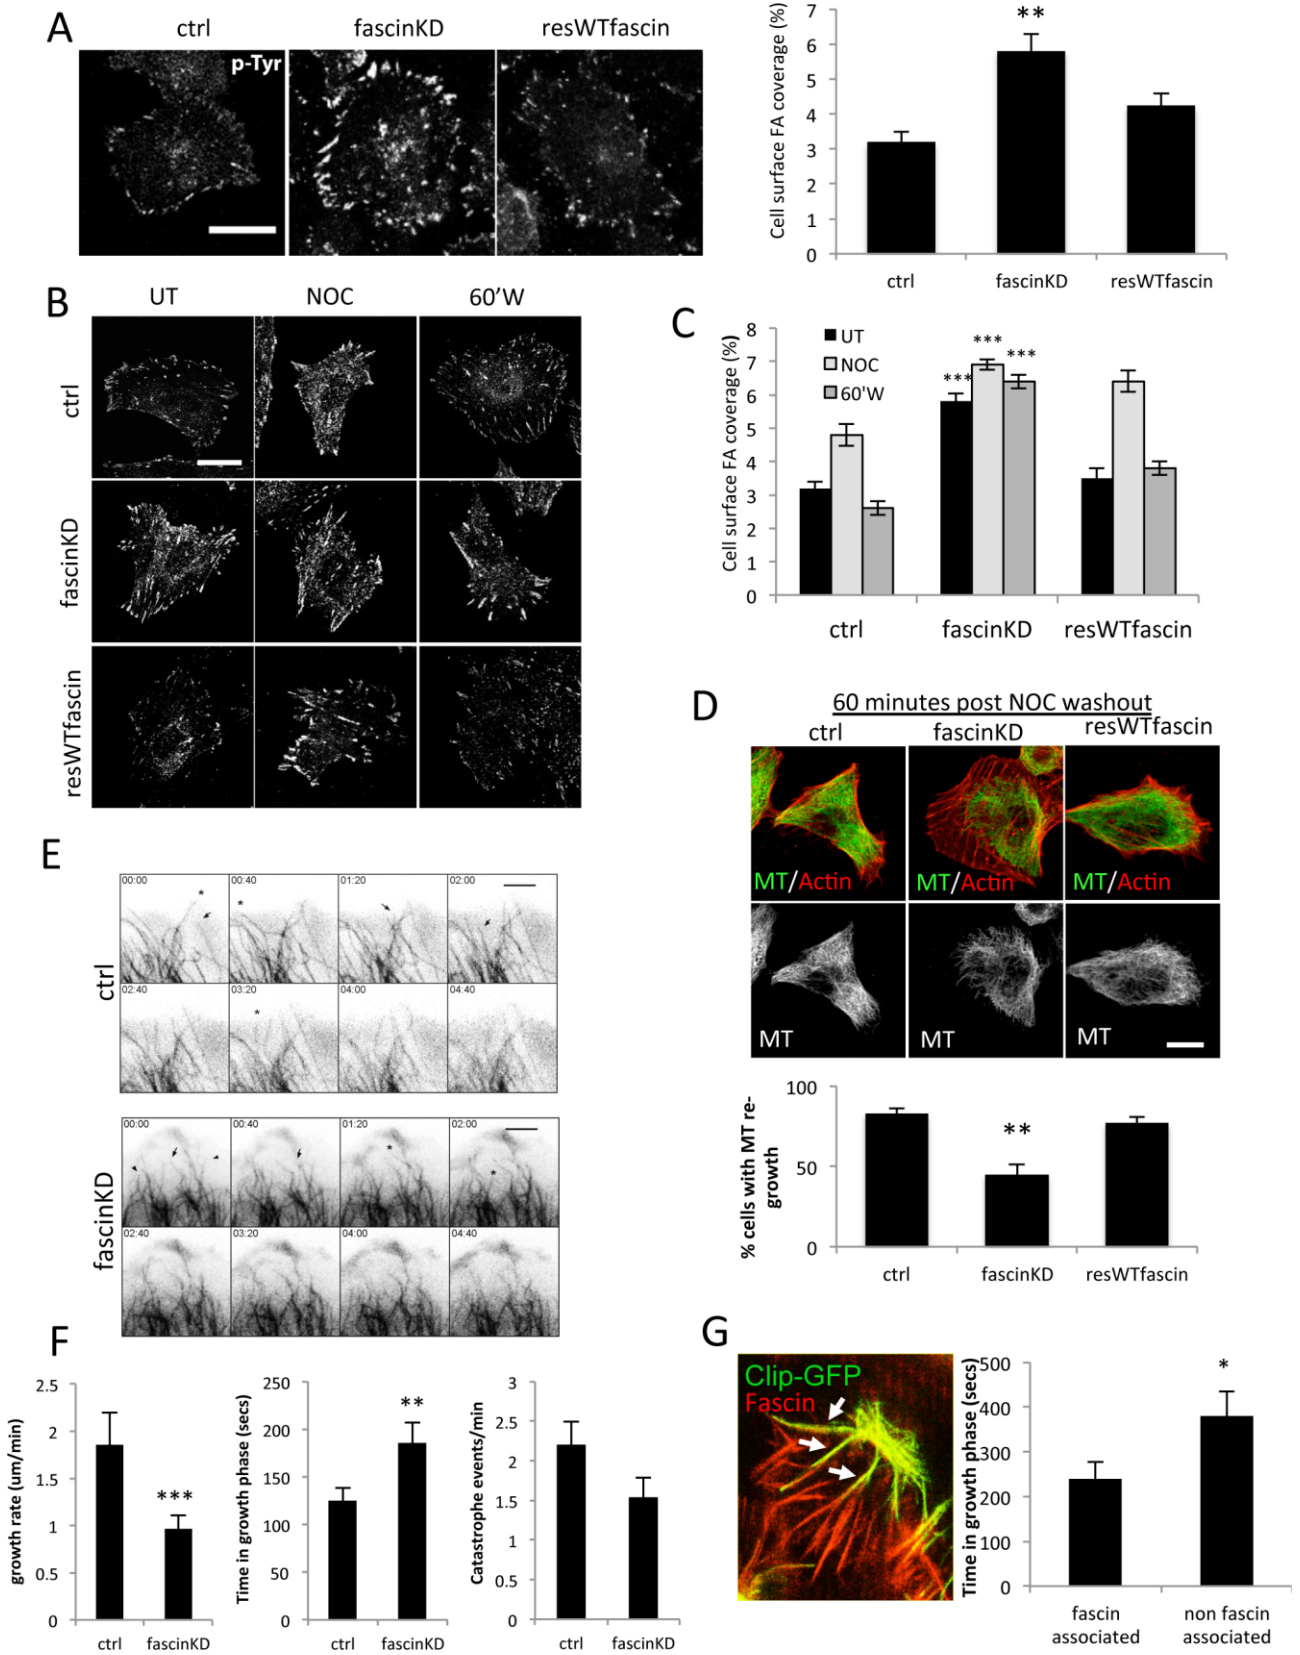 A
ctrl
fascinKD
resWTfascin
p-Tyr
Cell surface FA coverage (%)
7
6
5
4
3
2
1
0
**
ctrl
fascinKD
resWTfascin
B
UT
NOC
60'W
ctrl
fascinKD
resWTfascin
C
Cell surface FA coverage (%)
8
7
6
5
4
3
2
1
0
UT
NOC
60'W
***
***
***
ctrl
fascinKD
resWTfascin
D
60 minutes post NOC washout
ctrl
fascinKD
resWTfascin
MT/Actin
MT/Actin
MT/Actin
MT
MT
MT
% cells with MT re-
growth
100
50
0
**
ctrl
fascinKD
resWTfascin
E
ctrl
00:00
00:40
01:20
02:00
*
*
02:40
03:20
04:00
04:40
*
fascinKD
00:00
00:40
01:20
02:00
*
*
02:40
03:20
04:00
04:40
F
growth rate (um/min)
2.5
2
1.5
1
0.5
0
***
ctrl
fascinKD
Time in growth phase (secs)
250
200
150
100
50
0
**
ctrl
fascinKD
Catastrophe events/min
3
2.5
2
1.5
1
0.5
0
ctrl
fascinKD
G
Clip-GFP
Fascin
Time in growth phase (secs)
500
400
300
200
100
0
*
fascin
associated
non fascin
associated